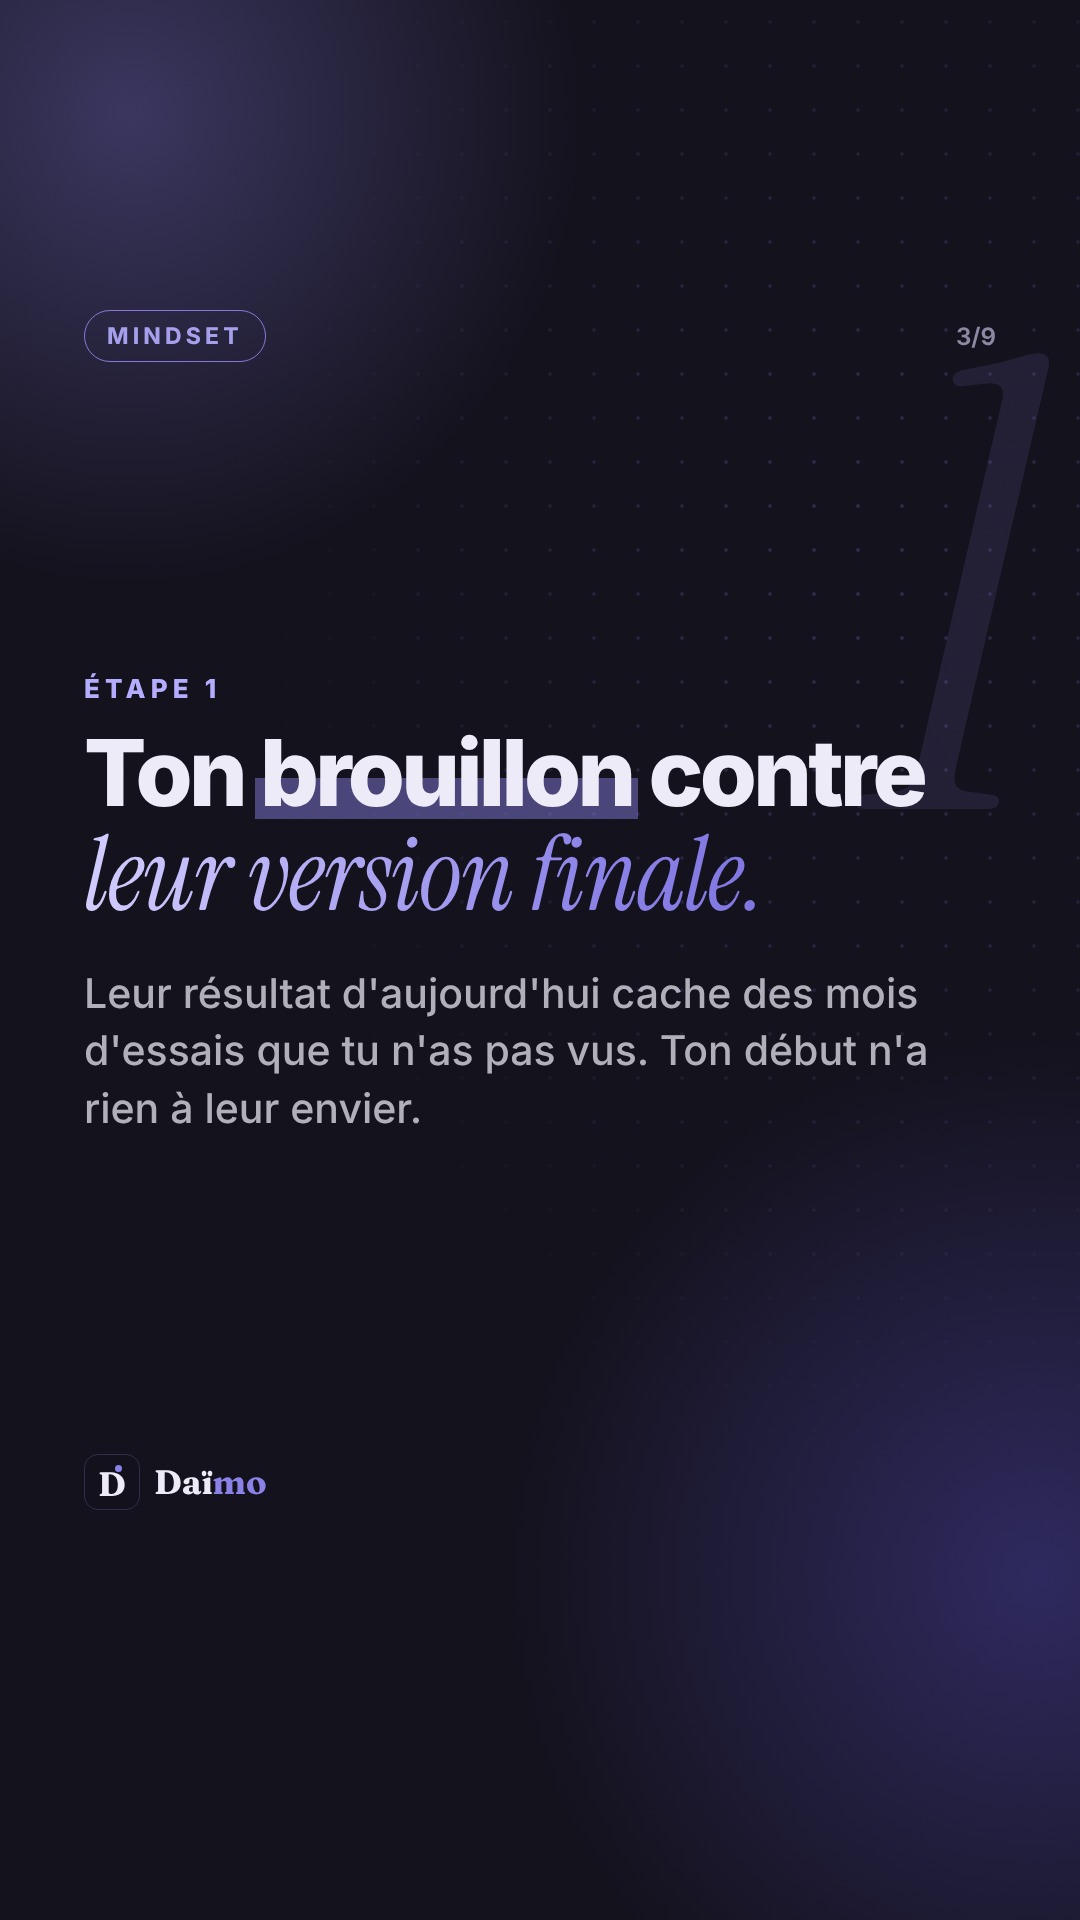 MINDSET
3/9
1
ÉTAPE 1
Ton brouillon contre
leur version finale.
Leur résultat d'aujourd'hui cache des mois
d'essais que tu n'as pas vus. Ton début n'a
rien à leur envier.
D Daïmo